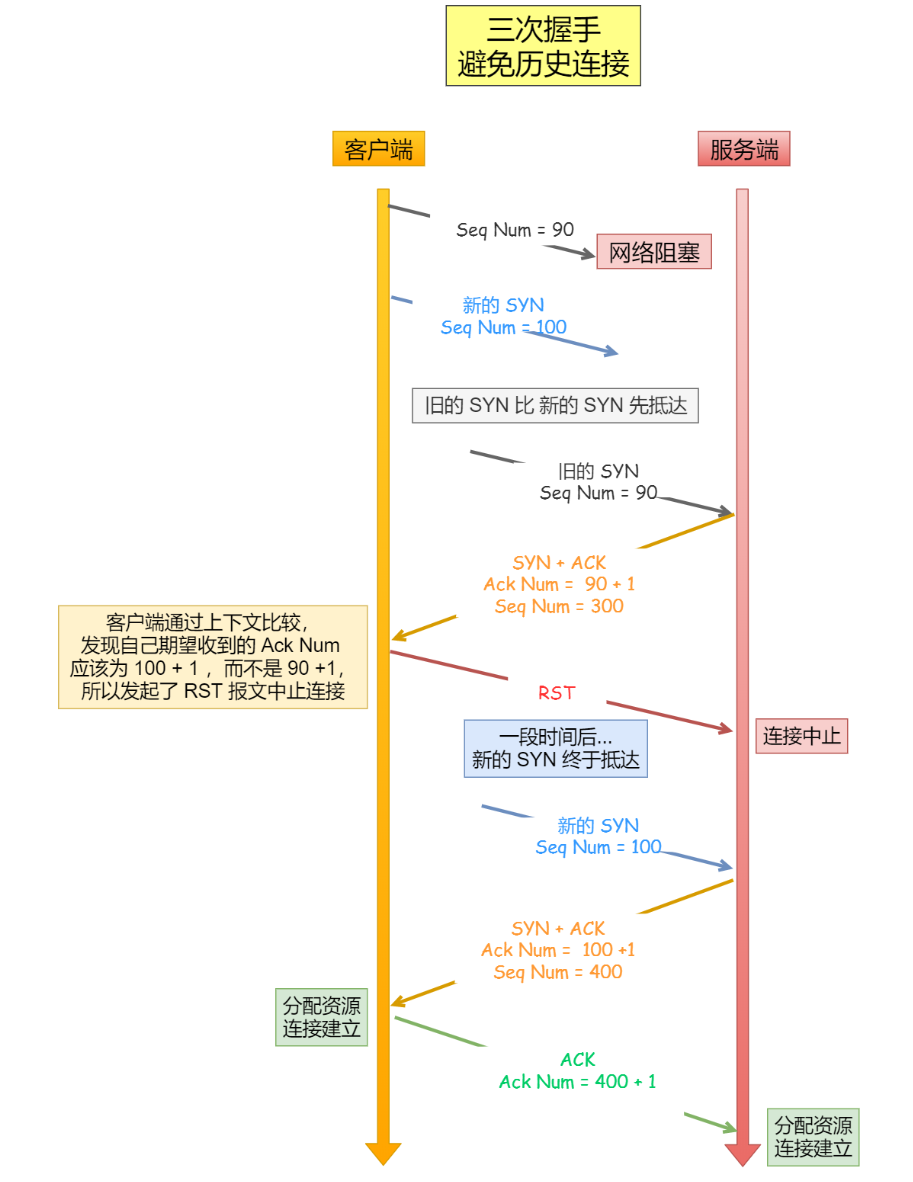 三次握手
避免历史连接
客户端
服务端
Seq Num = 90
网络阻塞
新的 SYN
Seq Num = 100
旧的 SYN 比 新的 SYN 先抵达
旧的 SYN
Seq Num = 90
SYN + ACK
Ack Num =  90 + 1
Seq Num = 300
客户端通过上下文比较，
发现自己期望收到的 Ack Num
应该为 100 + 1 ，而不是 90 +1，
所以发起了 RST 报文中止连接
RST
连接中止
一段时间后...
新的 SYN 终于抵达
新的 SYN
Seq Num = 100
SYN + ACK
Ack Num =  100 +1
Seq Num = 400
分配资源
连接建立
ACK
Ack Num = 400 + 1
分配资源
连接建立